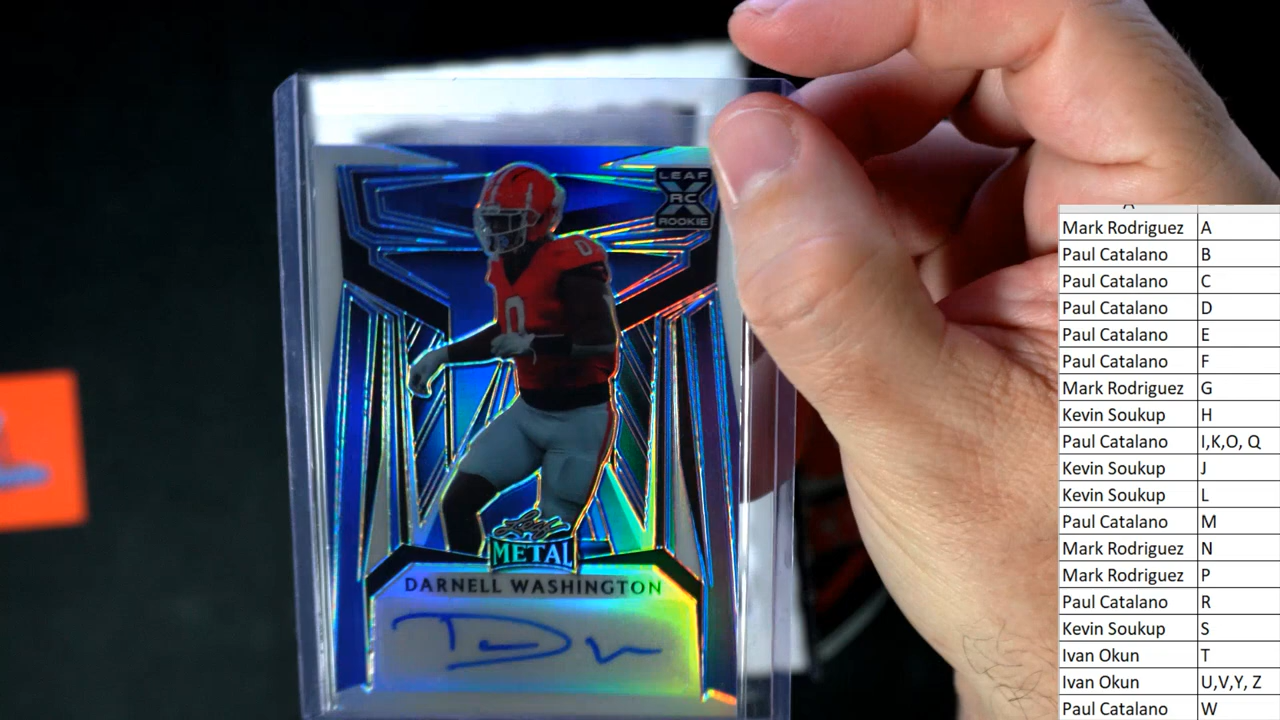 LEAF
RC
ROOKIE
0
0
Leaf
METAL
DARNELL WASHINGTON
A
Mark Rodriguez A
Paul Catalano B
Paul Catalano C
Paul Catalano D
Paul Catalano E
Paul Catalano F
Mark Rodriguez G
Kevin Soukup H
Paul Catalano I,K,O, Q
Kevin Soukup J
Kevin Soukup L
Paul Catalano M
Mark Rodriguez N
Mark Rodriguez P
Paul Catalano R
Kevin Soukup S
Ivan Okun T
Ivan Okun U,V,Y, Z
Paul Catalano W